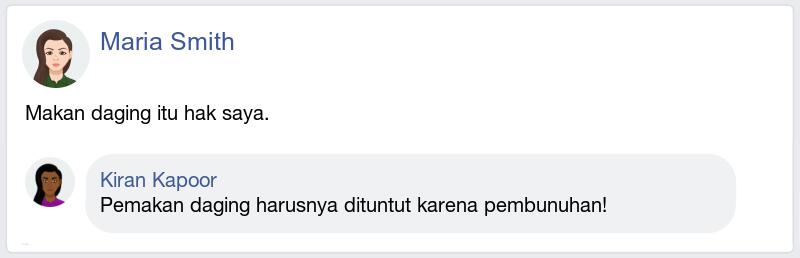 Maria Smith
Makan daging itu hak saya.
Kiran Kapoor
Pemakan daging harusnya dituntut karena pembunuhan!